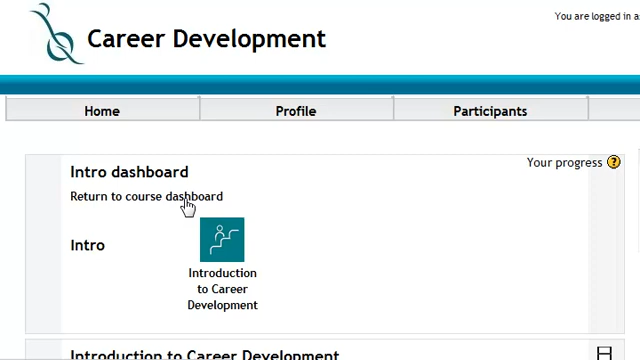 You are logged in a
Career Development
Home
Profile
Participants
Your progress
Intro dashboard
Return to course dashboard
Intro
Introduction
to Career
Development
Introduction to Career Development